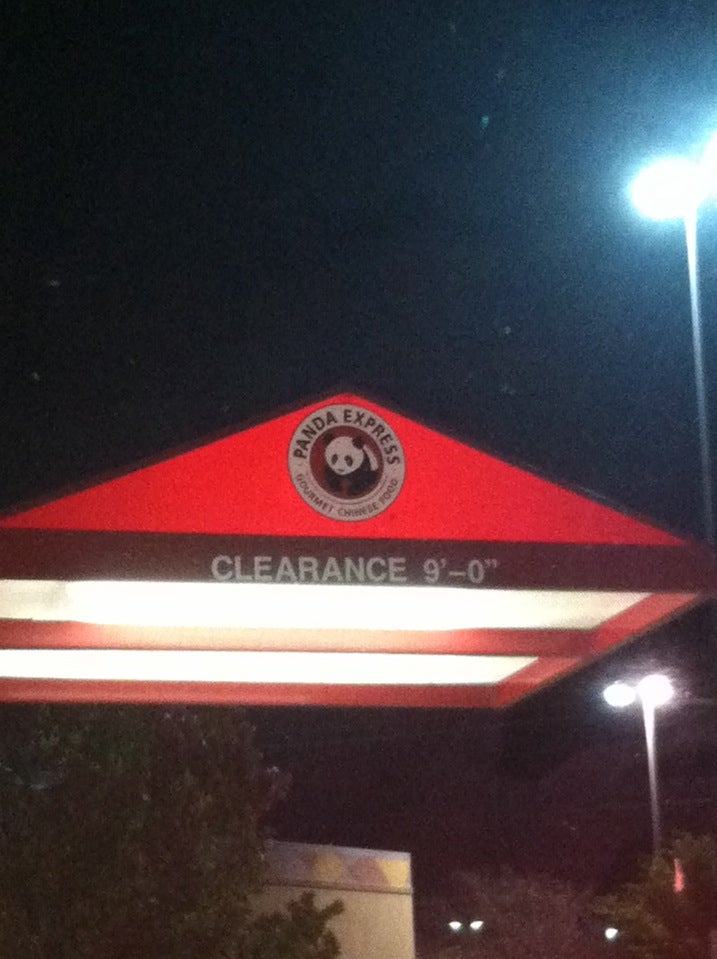 PANDA EXPRESS
GOURMET CHINESE FOOD
CLEARANCE 9'–0"